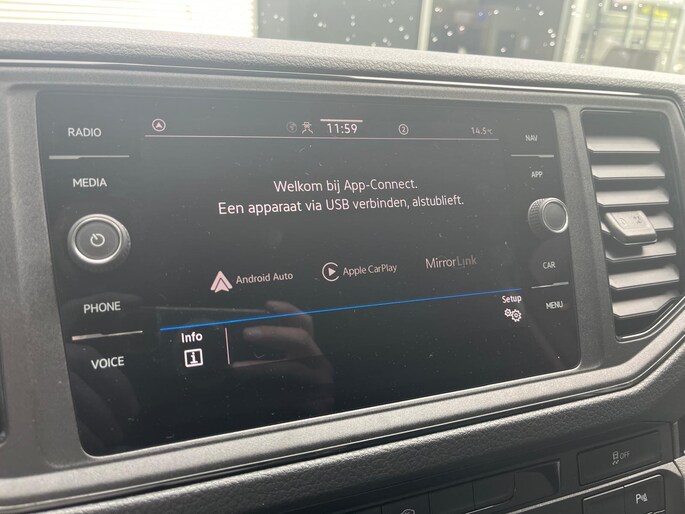 RADIO
MEDIA
PHONE
VOICE
11:59
2
14.5°C
Welkom bij App-Connect.
Een apparaat via USB verbinden, alstublieft.
Android Auto
Apple CarPlay
MirrorLink
Info
i
Setup
NAV
APP
CAR
MENU
OFF
P